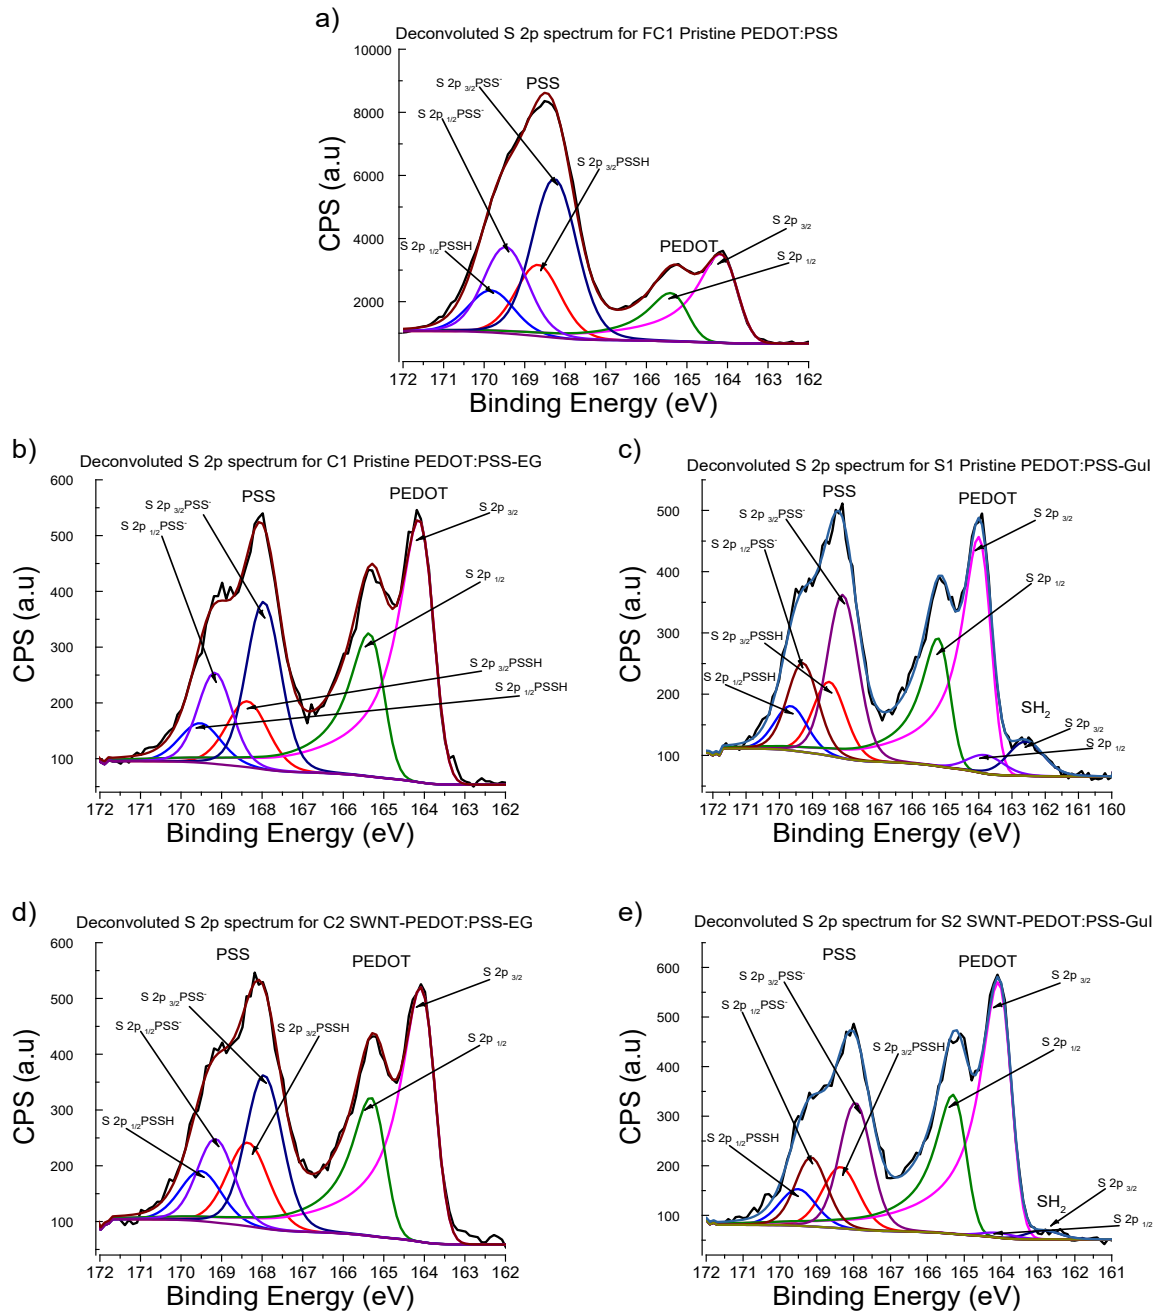 a)
Deconvoluted S 2p spectrum for FC1 Pristine PEDOT:PSS
10000
8000
6000
4000
2000
CPS (a.u)
S 2p 3/2PSS-
PSS
S 2p 1/2PSS-
S 2p 3/2PSSH
S 2p 1/2PSSH
PEDOT
S 2p 3/2
S 2p 1/2
172 171 170 169 168 167 166 165 164 163 162
Binding Energy (eV)
b)
Deconvoluted S 2p spectrum for C1 Pristine PEDOT:PSS-EG
600
500
400
300
200
100
CPS (a.u)
PSS
S 2p 3/2PSS-
S 2p 1/2PSS-
PEDOT
S 2p 3/2
S 2p 1/2
S 2p 3/2PSSH
S 2p 1/2PSSH
172 171 170 169 168 167 166 165 164 163 162
Binding Energy (eV)
c)
Deconvoluted S 2p spectrum for S1 Pristine PEDOT:PSS-GuI
500
400
300
200
100
CPS (a.u)
PSS
S 2p 3/2PSS-
S 2p 1/2PSS-
S 2p 3/2PSSH
S 2p 1/2PSSH
PEDOT
S 2p 3/2
S 2p 1/2
SH2
S 2p 3/2
S 2p 1/2
172 171 170 169 168 167 166 165 164 163 162 161 160
Binding Energy (eV)
d)
Deconvoluted S 2p spectrum for C2 SWNT-PEDOT:PSS-EG
600
500
400
300
200
100
CPS (a.u)
PSS
S 2p 3/2PSS-
S 2p 1/2PSS-
S 2p 3/2PSSH
S 2p 1/2PSSH
PEDOT
S 2p 3/2
S 2p 1/2
172 171 170 169 168 167 166 165 164 163 162
Binding Energy (eV)
e)
Deconvoluted S 2p spectrum for S2 SWNT-PEDOT:PSS-GuI
600
500
400
300
200
100
CPS (a.u)
PSS
S 2p 3/2PSS-
S 2p 1/2PSS-
S 2p 3/2PSSH
S 2p 1/2PSSH
PEDOT
S 2p 3/2
S 2p 1/2
SH2
S 2p 3/2
S 2p 1/2
172 171 170 169 168 167 166 165 164 163 162 161
Binding Energy (eV)